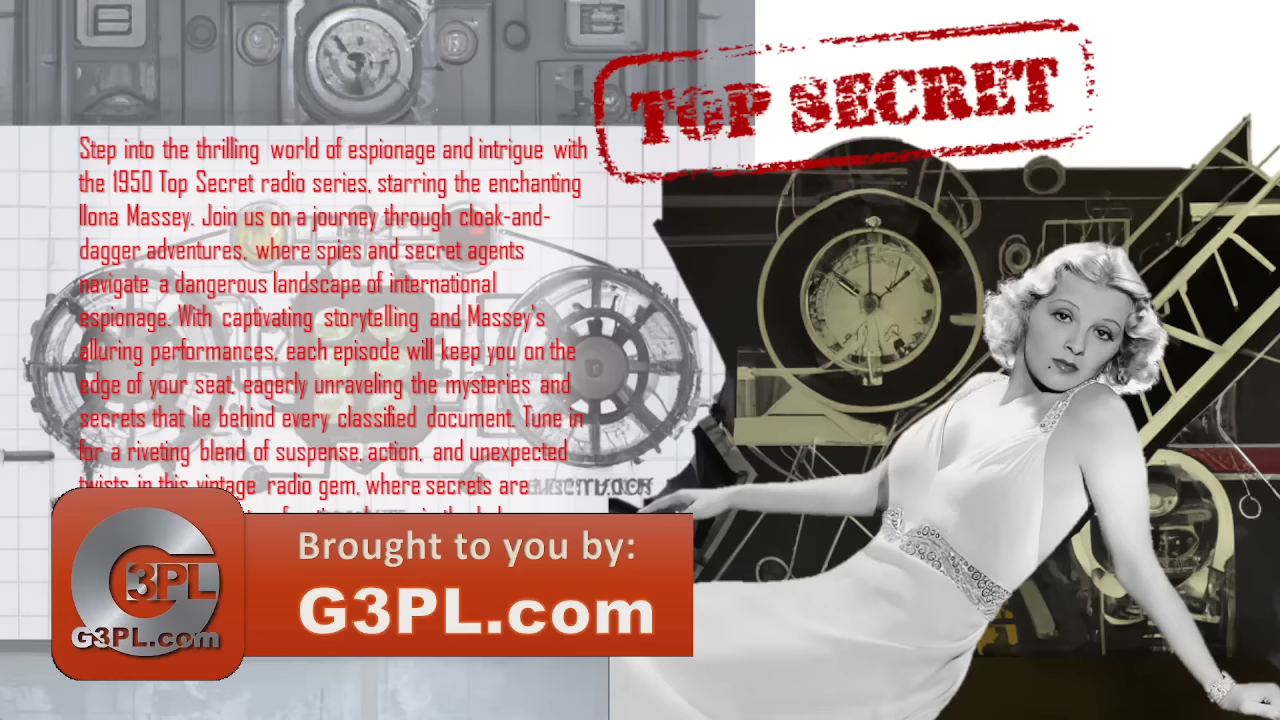 TOP SECRET
Step into the thrilling world of espionage and intrigue with
the 1950 Top Secret radio series, starring the enchanting
Ilona Massey. Join us on a journey through cloak-and-
dagger adventures, where spies and secret agents
navigate a dangerous landscape of international
espionage. With captivating storytelling and Massey's
alluring performances, each episode will keep you on the
edge of your seat, eagerly unraveling the mysteries and
secrets that lie behind every classified document. Tune in
for a riveting blend of suspense, action, and unexpected
twists in this vintage radio gem, where secrets are
Brought to you by:
G3PL.com
3PL
G3PL.com